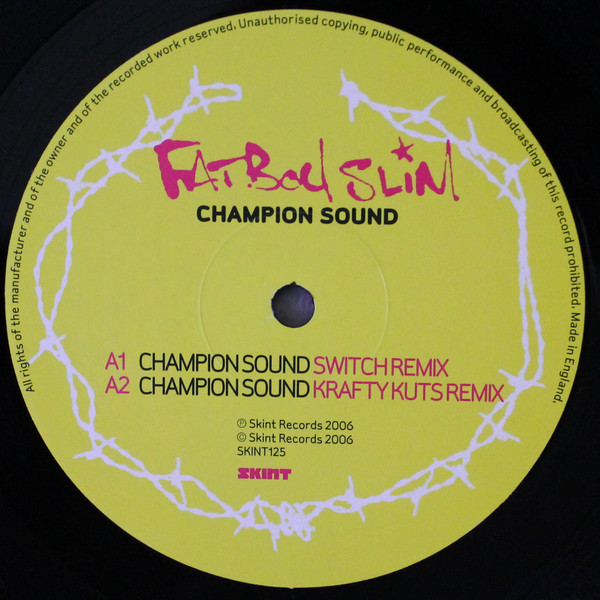 All rights of the manufacturer and of the owner and of the recorded work reserved. Unauthorised copying, public performance and broadcasting of this record prohibited. Made in England.
FATBOY SLIM
CHAMPION SOUND
A1 CHAMPION SOUND SWITCH REMIX
A2 CHAMPION SOUND KRAFTY KUTS REMIX
℗ Skint Records 2006
© Skint Records 2006
SKINT125
SKINT